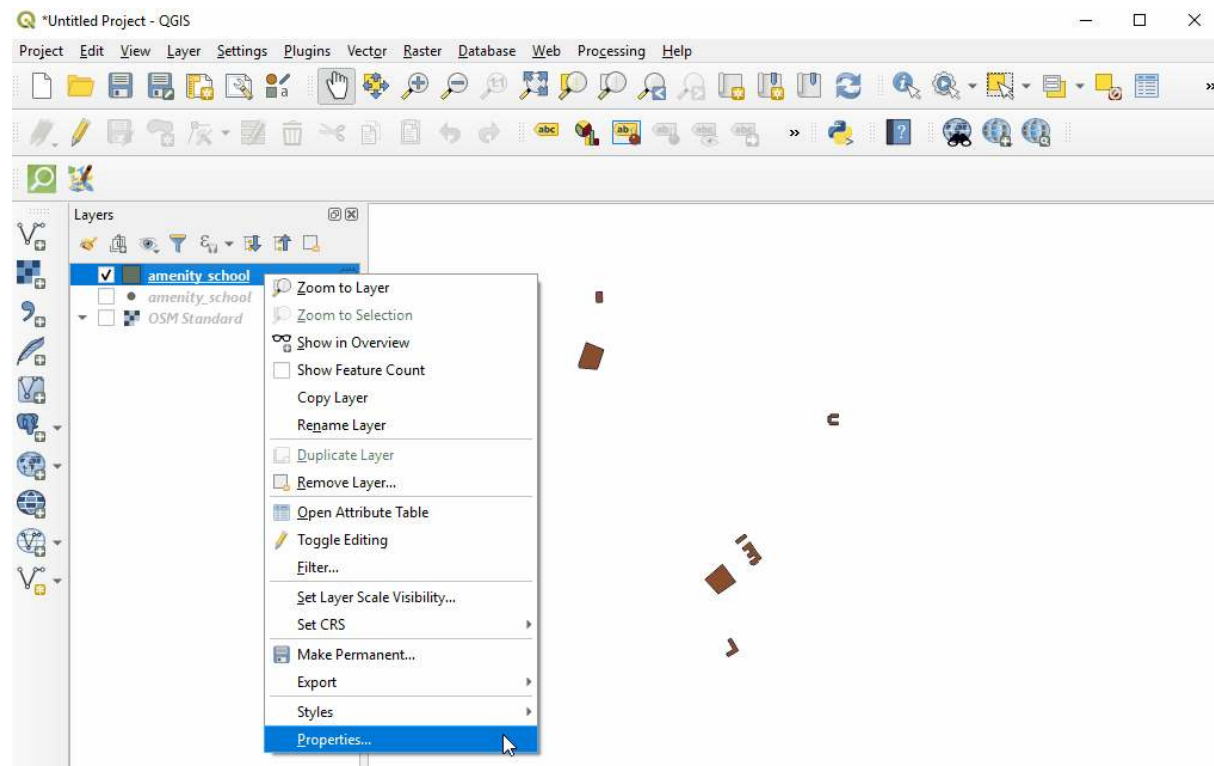 *Untitled Project - QGIS
Project Edit View Layer Settings Plugins Vector Raster Database Web Processing Help
abc
Layers
amenity_school
amenity_school
OSM Standard
Zoom to Layer
Zoom to Selection
Show in Overview
Show Feature Count
Copy Layer
Rename Layer
Duplicate Layer
Remove Layer...
Open Attribute Table
Toggle Editing
Filter...
Set Layer Scale Visibility...
Set CRS
Make Permanent...
Export
Styles
Properties...